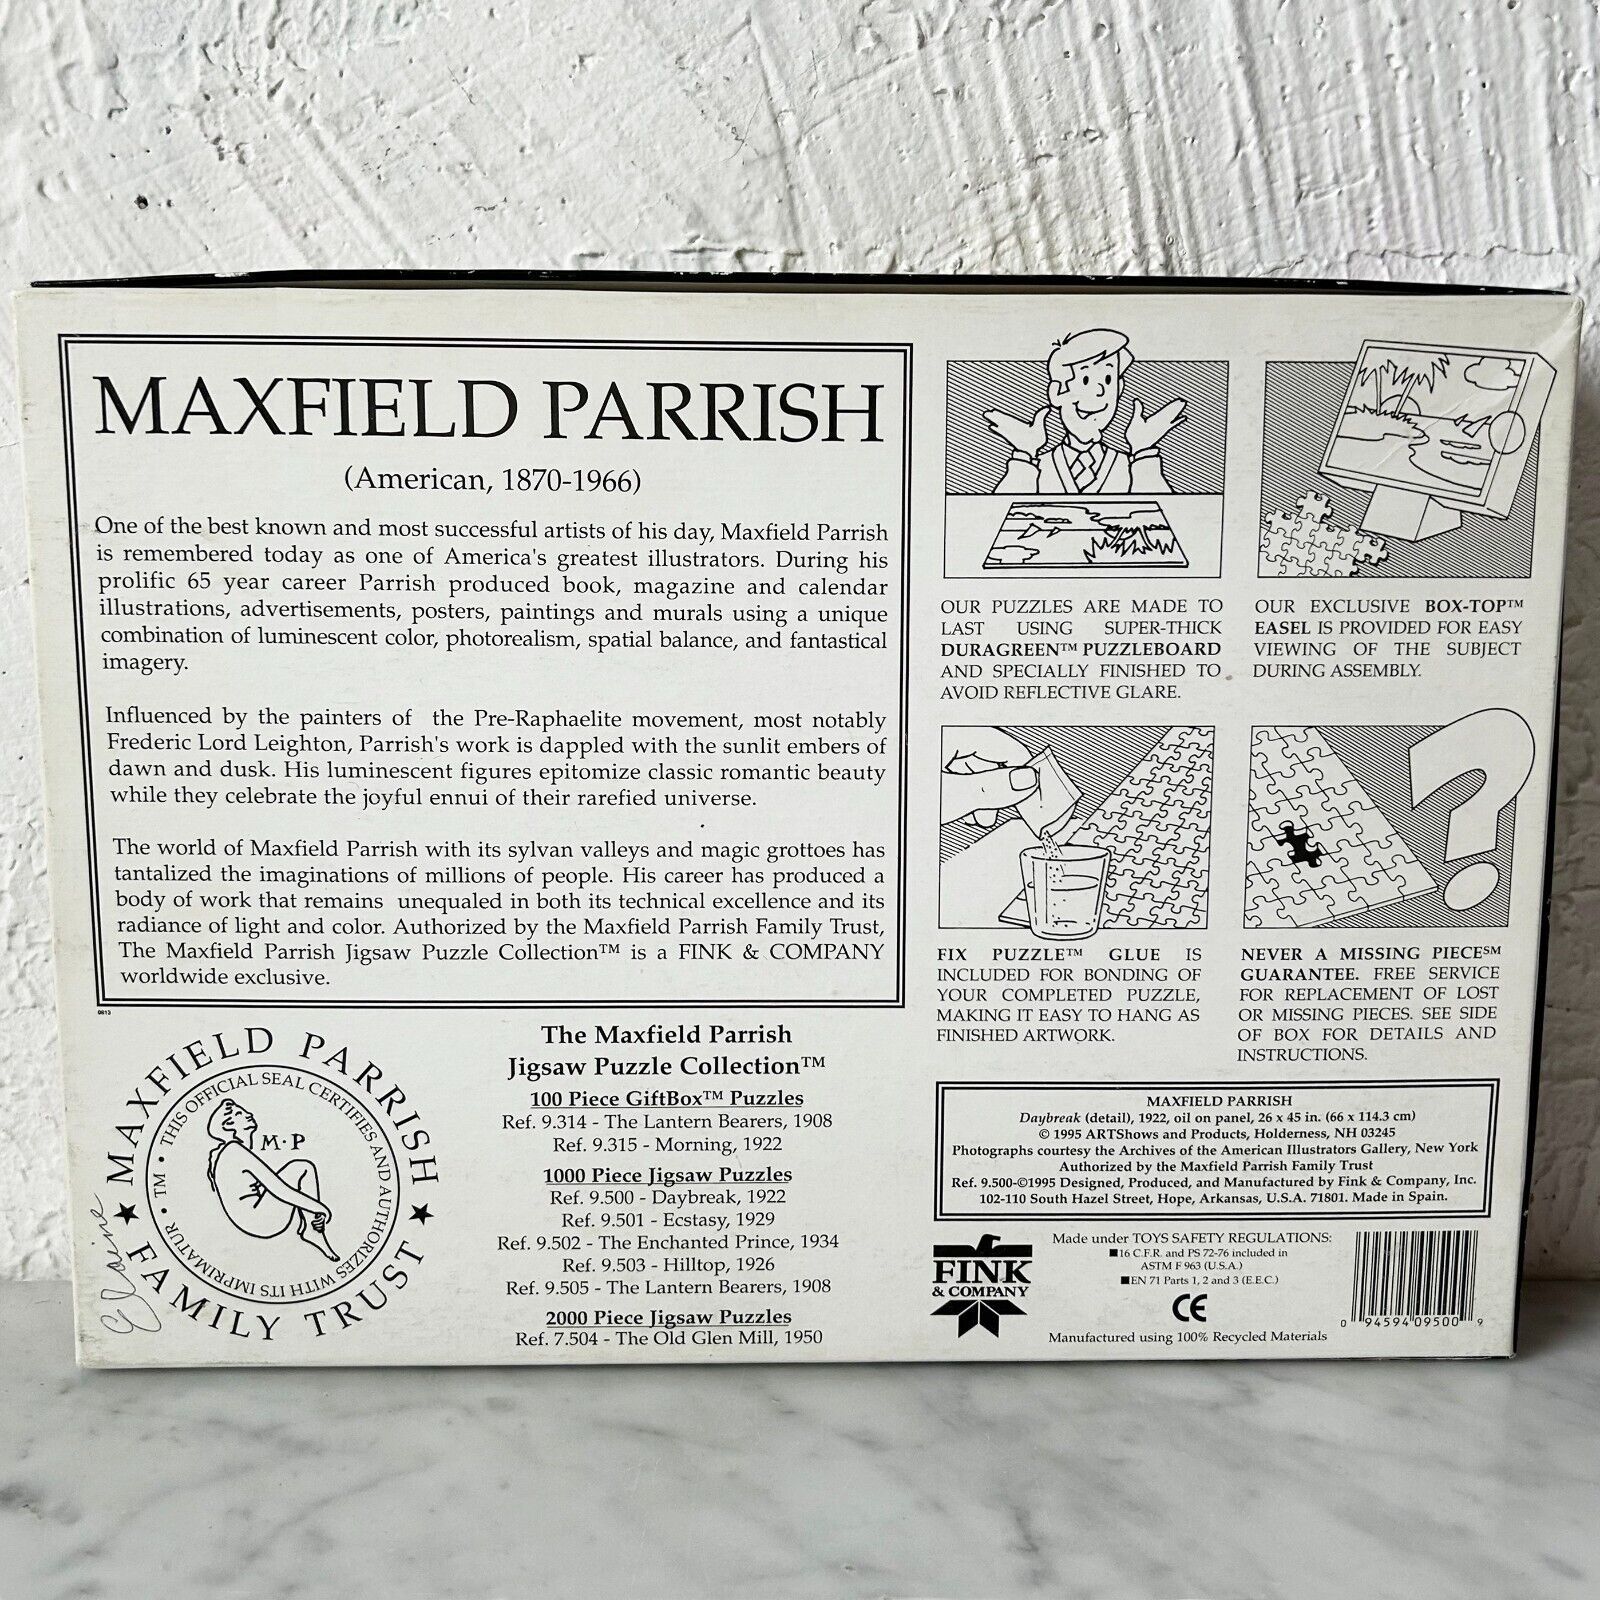 MAXFIELD PARRISH
(American, 1870-1966)
One of the best known and most successful artists of his day, Maxfield Parrish
is remembered today as one of America's greatest illustrators. During his
prolific 65 year career Parrish produced book, magazine and calendar
illustrations, advertisements, posters, paintings and murals using a unique
combination of luminescent color, photorealism, spatial balance, and fantastical
imagery.
Influenced by the painters of the Pre-Raphaelite movement, most notably
Frederic Lord Leighton, Parrish's work is dappled with the sunlit embers of
dawn and dusk. His luminescent figures epitomize classic romantic beauty
while they celebrate the joyful ennui of their rarefied universe.
The world of Maxfield Parrish with its sylvan valleys and magic grottoes has
tantalized the imaginations of millions of people. His career has produced a
body of work that remains unequaled in both its technical excellence and its
radiance of light and color. Authorized by the Maxfield Parrish Family Trust,
The Maxfield Parrish Jigsaw Puzzle Collection™ is a FINK & COMPANY
worldwide exclusive.
0813
MAXFIELD PARRISH
★ FAMILY TRUST ★
THIS OFFICIAL SEAL CERTIFIES AND AUTHORIZES WITH ITS IMPRIMATUR • TM •
M·P
Elaine
The Maxfield Parrish
Jigsaw Puzzle Collection™
100 Piece GiftBox™ Puzzles
Ref. 9.314 - The Lantern Bearers, 1908
Ref. 9.315 - Morning, 1922
1000 Piece Jigsaw Puzzles
Ref. 9.500 - Daybreak, 1922
Ref. 9.501 - Ecstasy, 1929
Ref. 9.502 - The Enchanted Prince, 1934
Ref. 9.503 - Hilltop, 1926
Ref. 9.505 - The Lantern Bearers, 1908
2000 Piece Jigsaw Puzzles
Ref. 7.504 - The Old Glen Mill, 1950
OUR PUZZLES ARE MADE TO
LAST USING SUPER-THICK
DURAGREEN™ PUZZLEBOARD
AND SPECIALLY FINISHED TO
AVOID REFLECTIVE GLARE.
OUR EXCLUSIVE BOX-TOP™
EASEL IS PROVIDED FOR EASY
VIEWING OF THE SUBJECT
DURING ASSEMBLY.
FIX PUZZLE™ GLUE IS
INCLUDED FOR BONDING OF
YOUR COMPLETED PUZZLE,
MAKING IT EASY TO HANG AS
FINISHED ARTWORK.
?
NEVER A MISSING PIECE℠
GUARANTEE. FREE SERVICE
FOR REPLACEMENT OF LOST
OR MISSING PIECES. SEE SIDE
OF BOX FOR DETAILS AND
INSTRUCTIONS.
MAXFIELD PARRISH
Daybreak (detail), 1922, oil on panel, 26 x 45 in. (66 x 114.3 cm)
© 1995 ARTShows and Products, Holderness, NH 03245
Photographs courtesy the Archives of the American Illustrators Gallery, New York
Authorized by the Maxfield Parrish Family Trust
Ref. 9.500-©1995 Designed, Produced, and Manufactured by Fink & Company, Inc.
102-110 South Hazel Street, Hope, Arkansas, U.S.A. 71801. Made in Spain.
FINK
& COMPANY
Made under TOYS SAFETY REGULATIONS:
■ 16 C.F.R. and PS 72-76 included in
ASTM F 963 (U.S.A.)
■ EN 71 Parts 1, 2 and 3 (E.E.C.)
CE
Manufactured using 100% Recycled Materials
0 94594 09500 9